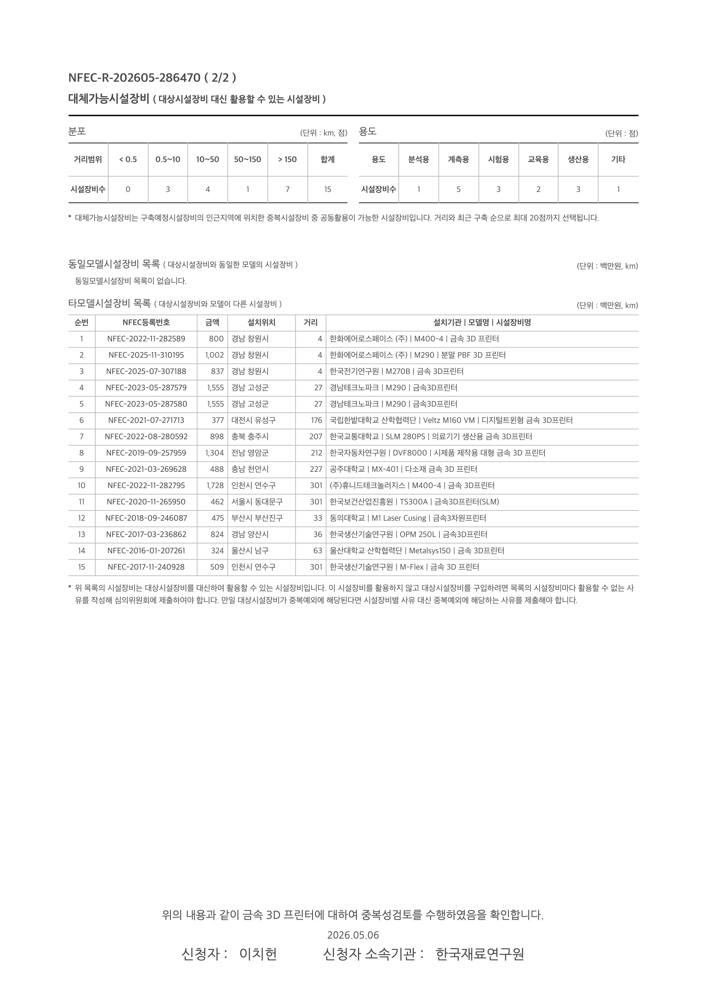 NFEC-R-202605-286470 ( 2/2 )
대체가능시설장비 ( 대상시설장비 대신 활용할 수 있는 시설장비 )
분포 (단위 : km, 점)
거리범위 < 0.5 0.5~10 10~50 50~150 > 150 합계
시설장비수 0 3 4 1 7 15
용도 (단위 : 점)
용도 분석용 계측용 시험용 교육용 생산용 기타
시설장비수 1 5 3 2 3 1
* 대체가능시설장비는 구축예정시설장비의 인근지역에 위치한 중복시설장비 중 공동활용이 가능한 시설장비입니다. 거리와 최근 구축 순으로 최대 20점까지 선택됩니다.
동일모델시설장비 목록 ( 대상시설장비와 동일한 모델의 시설장비 ) (단위 : 백만원, km)
동일모델시설장비 목록이 없습니다.
타모델시설장비 목록 ( 대상시설장비와 모델이 다른 시설장비 ) (단위 : 백만원, km)
순번 NFEC등록번호 금액 설치위치 거리 설치기관 | 모델명 | 시설장비명
1 NFEC-2022-11-282589 800 경남 창원시 4 한화에어로스페이스 (주) | M400-4 | 금속 3D 프린터
2 NFEC-2025-11-310195 1,002 경남 창원시 4 한화에어로스페이스 (주) | M290 | 분말 PBF 3D 프린터
3 NFEC-2025-07-307188 837 경남 창원시 4 한국전기연구원 | M270B | 금속 3D프린터
4 NFEC-2023-05-287579 1,555 경남 고성군 27 경남테크노파크 | M290 | 금속3D프린터
5 NFEC-2023-05-287580 1,555 경남 고성군 27 경남테크노파크 | M290 | 금속3D프린터
6 NFEC-2021-07-271713 377 대전시 유성구 176 국립한밭대학교 산학협력단 | Veltz M160 VM | 디지털트윈형 금속 3D프린터
7 NFEC-2022-08-280592 898 충북 충주시 207 한국교통대학교 | SLM 280PS | 의료기기 생산용 금속 3D프린터
8 NFEC-2019-09-257959 1,304 전남 영암군 212 한국자동차연구원 | DVF8000 | 시제품 제작용 대형 금속 3D 프린터
9 NFEC-2021-03-269628 488 충남 천안시 227 공주대학교 | MX-401 | 다소재 금속 3D 프린터
10 NFEC-2022-11-282795 1,728 인천시 연수구 301 (주)휴니드테크놀러지스 | M400-4 | 금속 3D프린터
11 NFEC-2020-11-265950 462 서울시 동대문구 301 한국보건산업진흥원 | TS300A | 금속3D프린터(SLM)
12 NFEC-2018-09-246087 475 부산시 부산진구 33 동의대학교 | M1 Laser Cusing | 금속3차원프린터
13 NFEC-2017-03-236862 824 경남 양산시 36 한국생산기술연구원 | OPM 250L | 금속3D프린터
14 NFEC-2016-01-207261 324 울산시 남구 63 울산대학교 산학협력단 | Metalsys150 | 금속 3D프린터
15 NFEC-2017-11-240928 509 인천시 연수구 301 한국생산기술연구원 | M-Flex | 금속 3D 프린터
* 위 목록의 시설장비는 대상시설장비를 대신하여 활용할 수 있는 시설장비입니다. 이 시설장비를 활용하지 않고 대상시설장비를 구입하려면 목록의 시설장비마다 활용할 수 없는 사
유를 작성해 심의위원회에 제출하여야 합니다. 만일 대상시설장비가 중복예외에 해당된다면 시설장비별 사유 대신 중복예외에 해당하는 사유를 제출해야 합니다.
위의 내용과 같이 금속 3D 프린터에 대하여 중복성검토를 수행하였음을 확인합니다.
2026.05.06
신청자 : 이치헌 신청자 소속기관 : 한국재료연구원